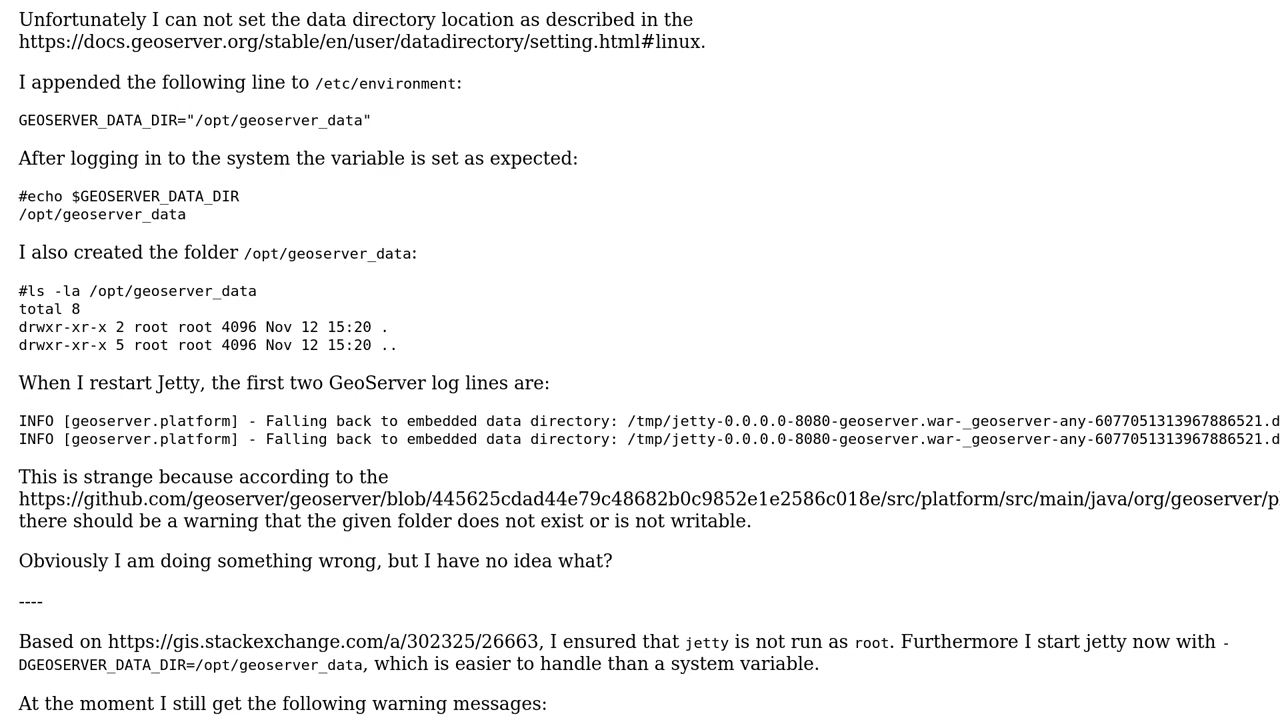 Unfortunately I can not set the data directory location as described in the
https://docs.geoserver.org/stable/en/user/datadirectory/setting.html#linux.
I appended the following line to /etc/environment:
GEOSERVER_DATA_DIR="/opt/geoserver_data"
After logging in to the system the variable is set as expected:
#echo $GEOSERVER_DATA_DIR
/opt/geoserver_data
I also created the folder /opt/geoserver_data:
#ls -la /opt/geoserver_data
total 8
drwxr-xr-x 2 root root 4096 Nov 12 15:20 .
drwxr-xr-x 5 root root 4096 Nov 12 15:20 ..
When I restart Jetty, the first two GeoServer log lines are:
INFO [geoserver.platform] - Falling back to embedded data directory: /tmp/jetty-0.0.0.0-8080-geoserver.war-_geoserver-any-6077051313967886521.d
INFO [geoserver.platform] - Falling back to embedded data directory: /tmp/jetty-0.0.0.0-8080-geoserver.war-_geoserver-any-6077051313967886521.d
This is strange because according to the
https://github.com/geoserver/geoserver/blob/445625cdad44e79c48682b0c9852e1e2586c018e/src/platform/src/main/java/org/geoserver/pl
there should be a warning that the given folder does not exist or is not writable.
Obviously I am doing something wrong, but I have no idea what?
----
Based on https://gis.stackexchange.com/a/302325/26663, I ensured that jetty is not run as root. Furthermore I start jetty now with -
DGEOSERVER_DATA_DIR=/opt/geoserver_data, which is easier to handle than a system variable.
At the moment I still get the following warning messages: